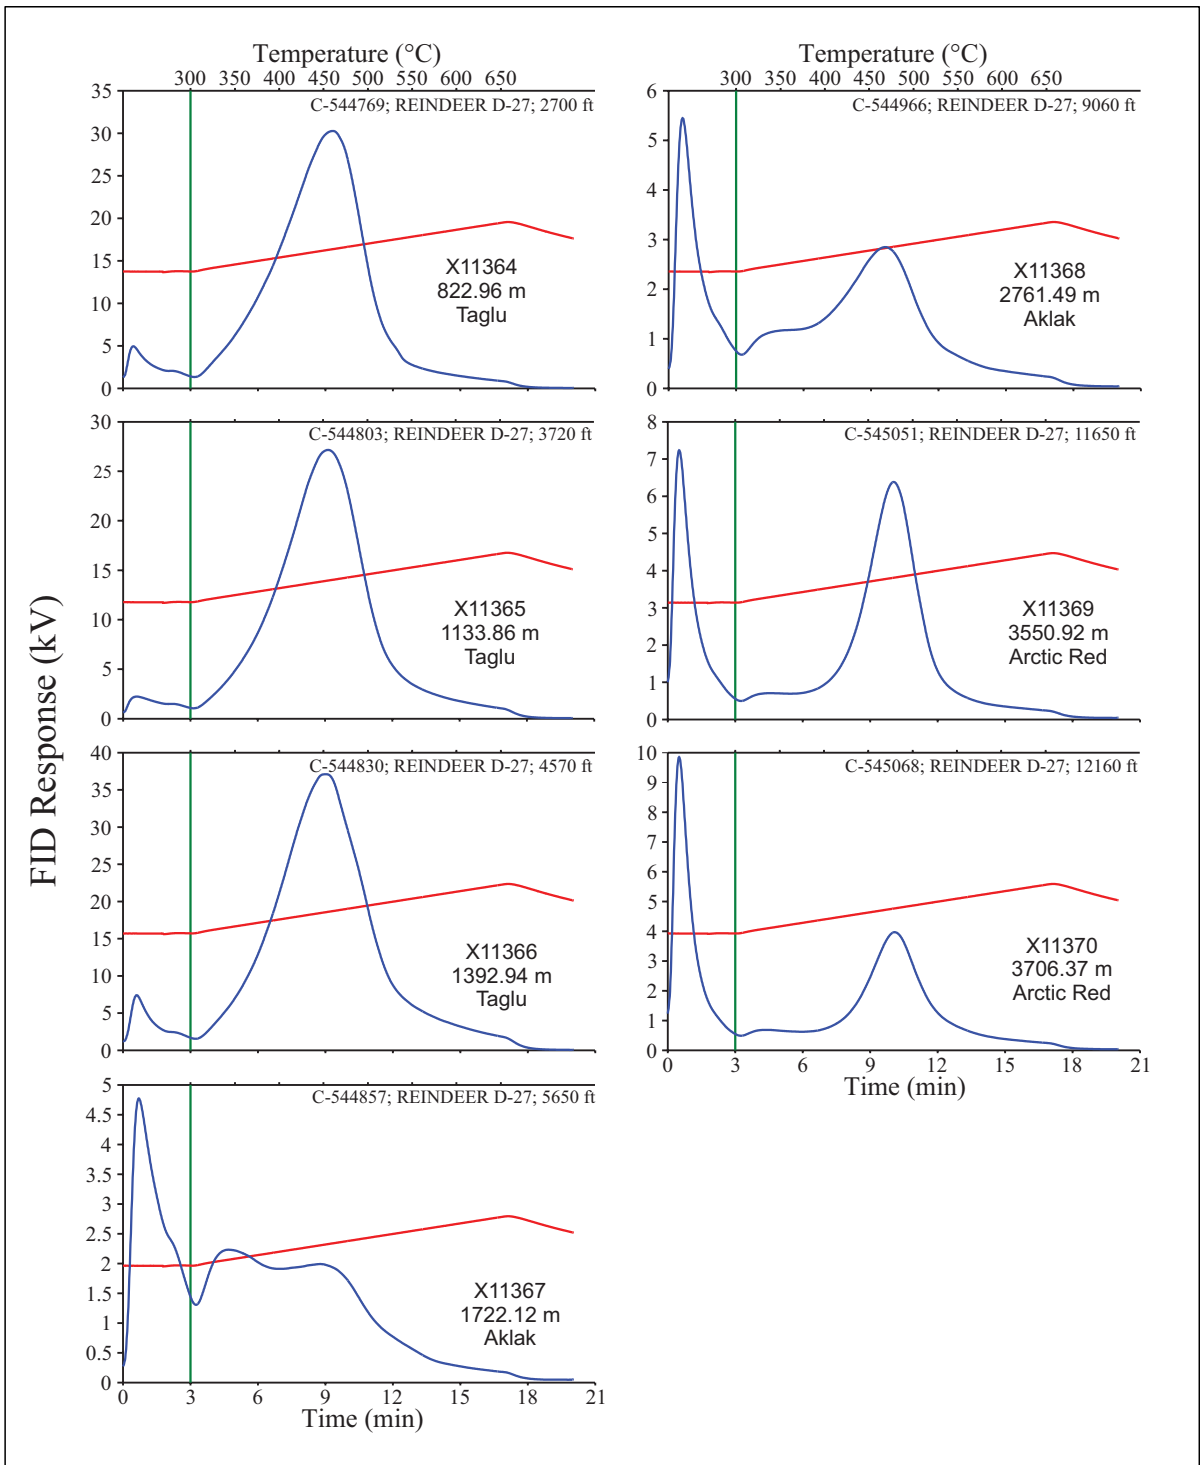 Temperature (°C)
300 350 400 450 500 550 600 650
C-544769; REINDEER D-27; 2700 ft
35
30
25
20
15
10
5
0
X11364
822.96 m
Taglu
C-544803; REINDEER D-27; 3720 ft
30
25
20
15
10
5
0
X11365
1133.86 m
Taglu
C-544830; REINDEER D-27; 4570 ft
40
35
30
25
20
15
10
5
0
X11366
1392.94 m
Taglu
C-544857; REINDEER D-27; 5650 ft
5
4.5
4
3.5
3
2.5
2
1.5
1
0.5
0
X11367
1722.12 m
Aklak
0 3 6 9 12 15 18 21
Time (min)
FID Response (kV)
Temperature (°C)
300 350 400 450 500 550 600 650
C-544966; REINDEER D-27; 9060 ft
6
5
4
3
2
1
0
X11368
2761.49 m
Aklak
C-545051; REINDEER D-27; 11650 ft
8
7
6
5
4
3
2
1
0
X11369
3550.92 m
Arctic Red
C-545068; REINDEER D-27; 12160 ft
10
9
8
7
6
5
4
3
2
1
0
X11370
3706.37 m
Arctic Red
0 3 6 9 12 15 18 21
Time (min)